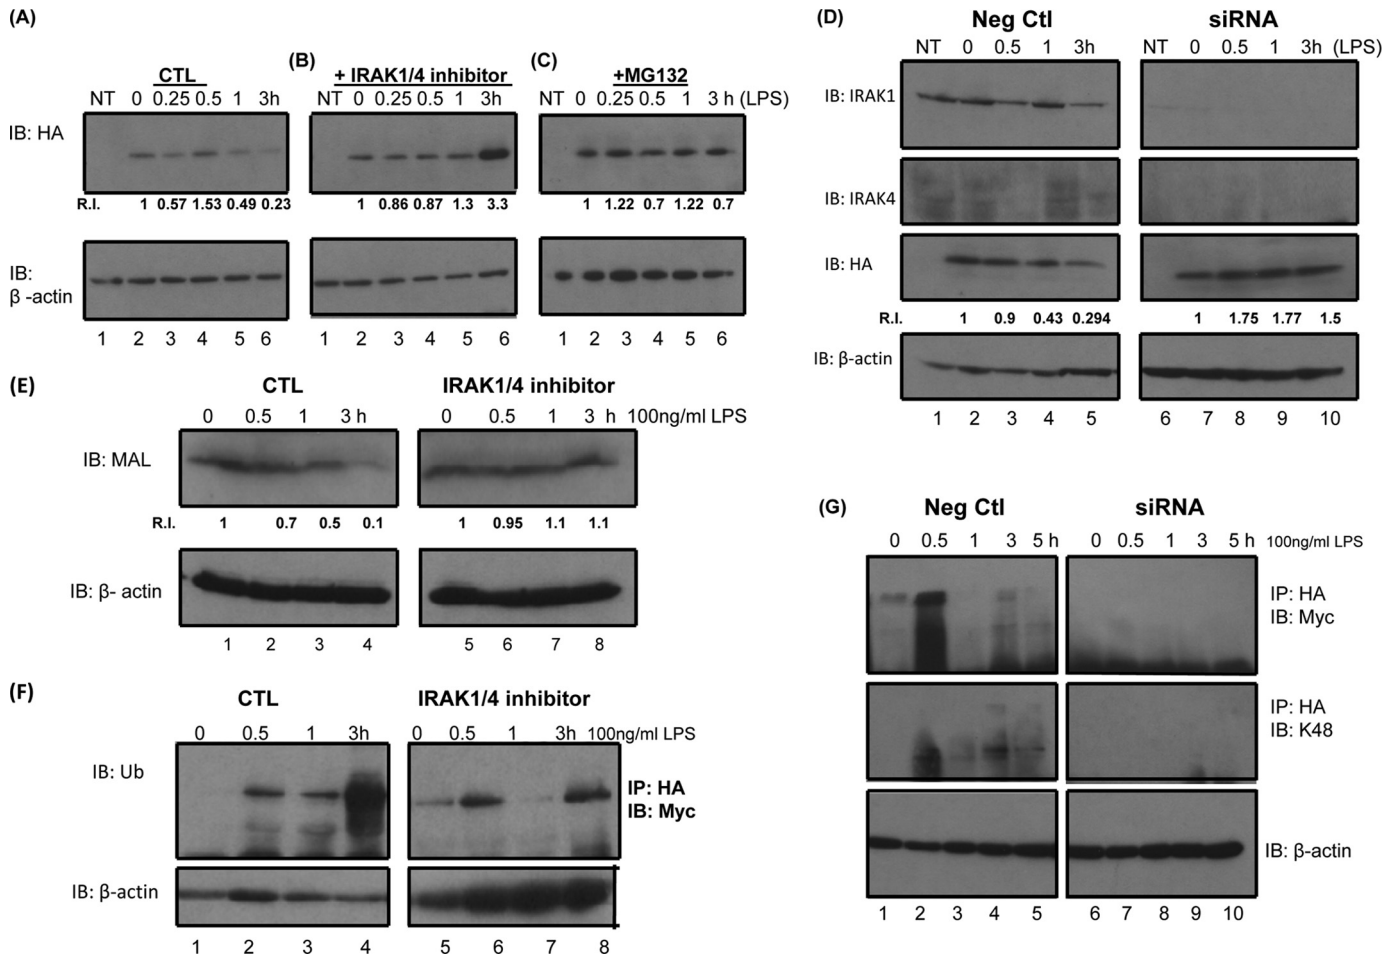 (A)
CTL
NT 0 0.25 0.5 1 3h
IB: HA
R.I. 1 0.57 1.53 0.49 0.23
IB:
β -actin
1 2 3 4 5 6
(B)
+ IRAK1/4 inhibitor
NT 0 0.25 0.5 1 3h
1 0.86 0.87 1.3 3.3
1 2 3 4 5 6
(C)
+MG132
NT 0 0.25 0.5 1 3 h (LPS)
1 1.22 0.7 1.22 0.7
1 2 3 4 5 6
(D)
Neg Ctl siRNA
NT 0 0.5 1 3h NT 0 0.5 1 3h (LPS)
IB: IRAK1
IB: IRAK4
IB: HA
R.I. 1 0.9 0.43 0.294 1 1.75 1.77 1.5
IB: β-actin
1 2 3 4 5 6 7 8 9 10
(E)
CTL IRAK1/4 inhibitor
0 0.5 1 3 h 0 0.5 1 3 h 100ng/ml LPS
IB: MAL
R.I. 1 0.7 0.5 0.1 1 0.95 1.1 1.1
IB: β- actin
1 2 3 4 5 6 7 8
(F)
CTL IRAK1/4 inhibitor
0 0.5 1 3h 0 0.5 1 3h 100ng/ml LPS
IB: Ub
IP: HA
IB: Myc
IB: β-actin
1 2 3 4 5 6 7 8
(G)
Neg Ctl siRNA
0 0.5 1 3 5 h 0 0.5 1 3 5 h 100ng/ml LPS
IP: HA
IB: Myc
IP: HA
IB: K48
IB: β-actin
1 2 3 4 5 6 7 8 9 10